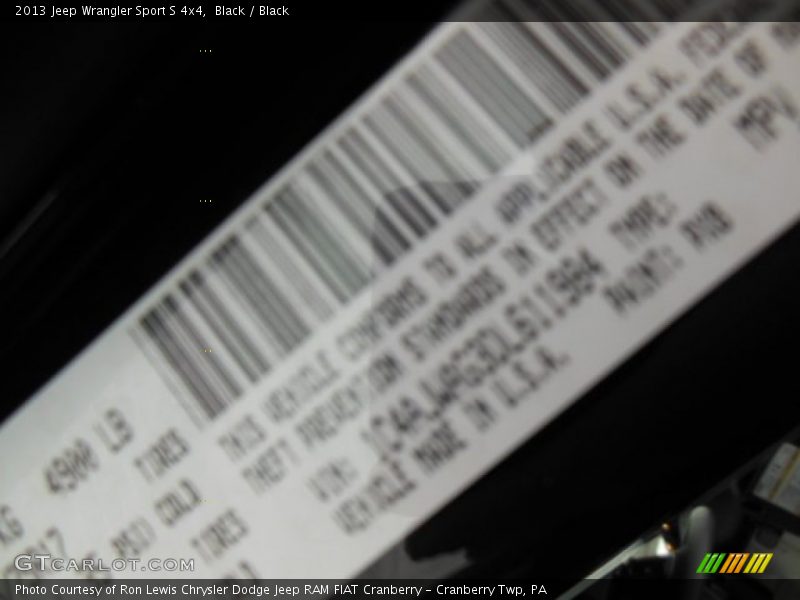 2013 Jeep Wrangler Sport S 4x4,  Black / Black
THIS VEHICLE CONFORMS TO ALL APPLICABLE U.S.A.
THEFT PREVENTION STANDARDS IN EFFECT ON THE DATE OF
VIN: 1C4AJWAG3DL611984 TYPE: MPV
VEHICLE MADE IN U.S.A. PAINT:
KG 4900 LB
TIRES
PSI) COLD
TIRES
GTCARLOT.COM
Photo Courtesy of Ron Lewis Chrysler Dodge Jeep RAM FIAT Cranberry - Cranberry Twp, PA